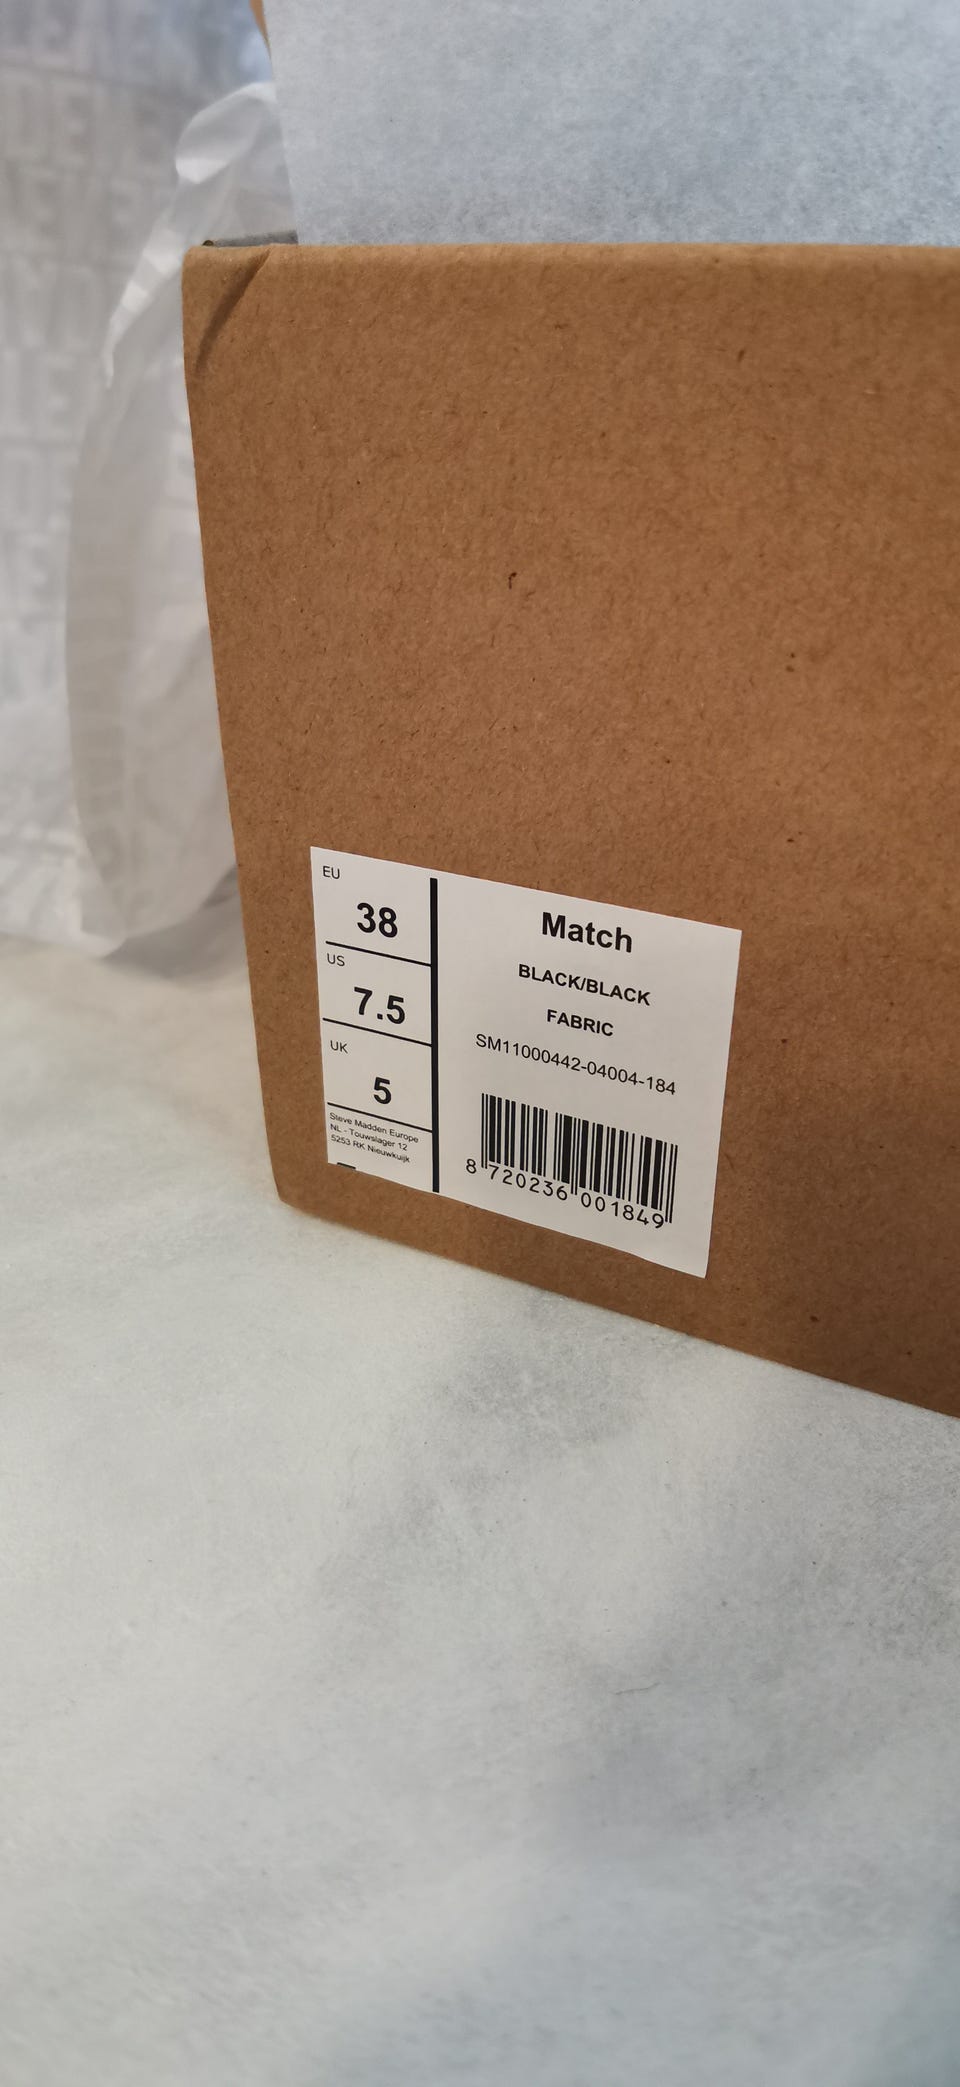 EU
38
US
7.5
UK
5
Steve Madden Europe
NL - Touwslager 12
5253 RK Nieuwkuijk
Match
BLACK/BLACK
FABRIC
SM11000442-04004-184
8 720236 001849